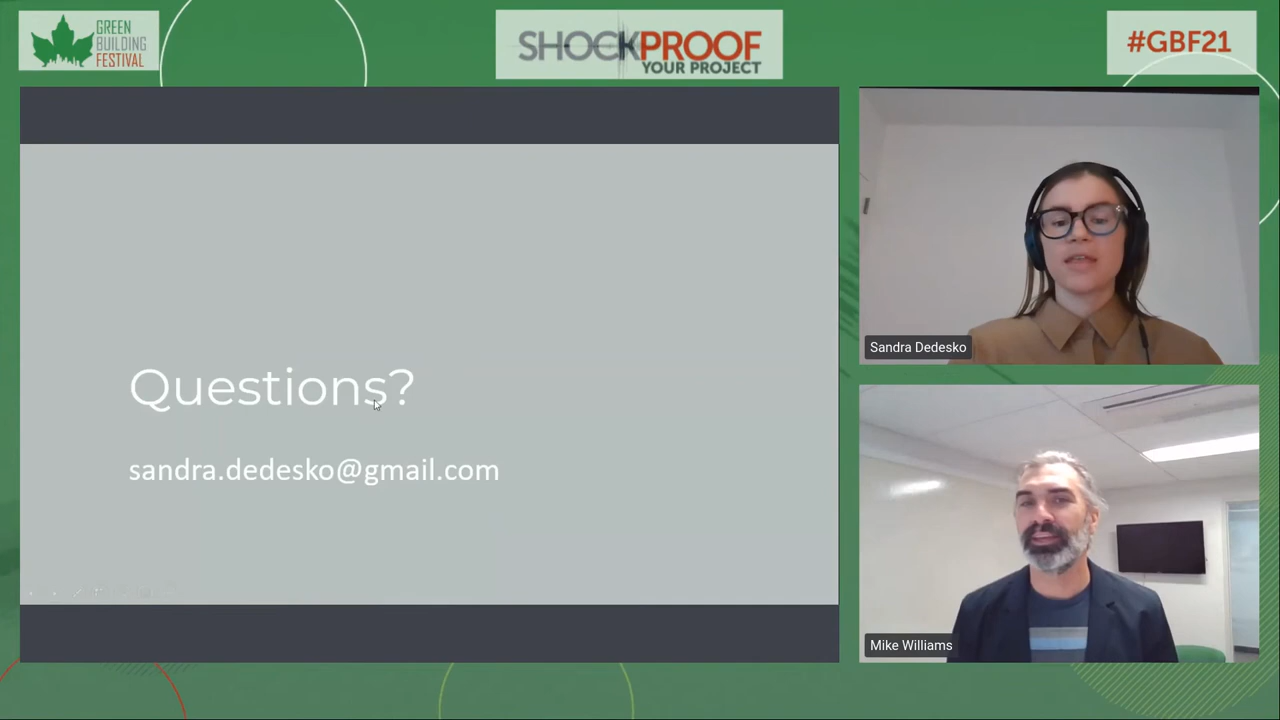 GREEN
BUILDING
FESTIVAL
SHOCKPROOF
YOUR PROJECT
#GBF21
Questions?
sandra.dedesko@gmail.com
Sandra Dedesko
Mike Williams